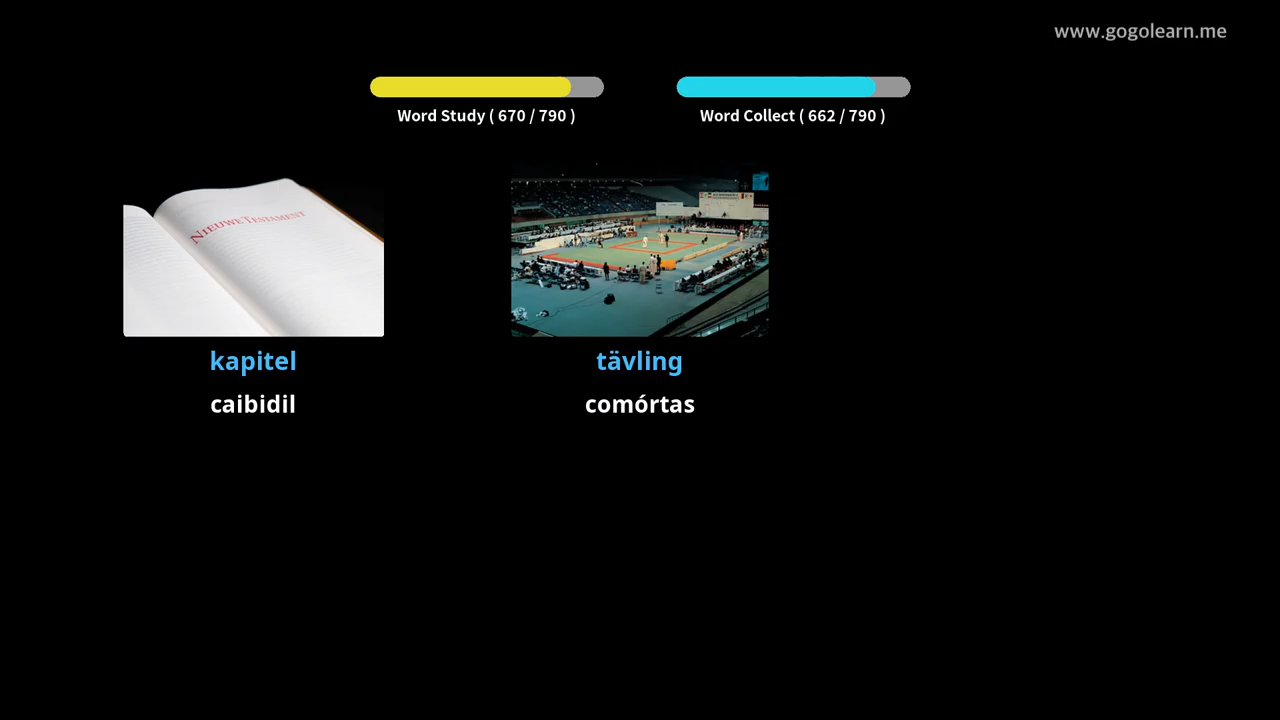 www.gogolearn.me
Word Study ( 670 / 790 )
Word Collect ( 662 / 790 )
NIEUWE TESTAMENT
kapitel
tävling
caibidil
comórtas